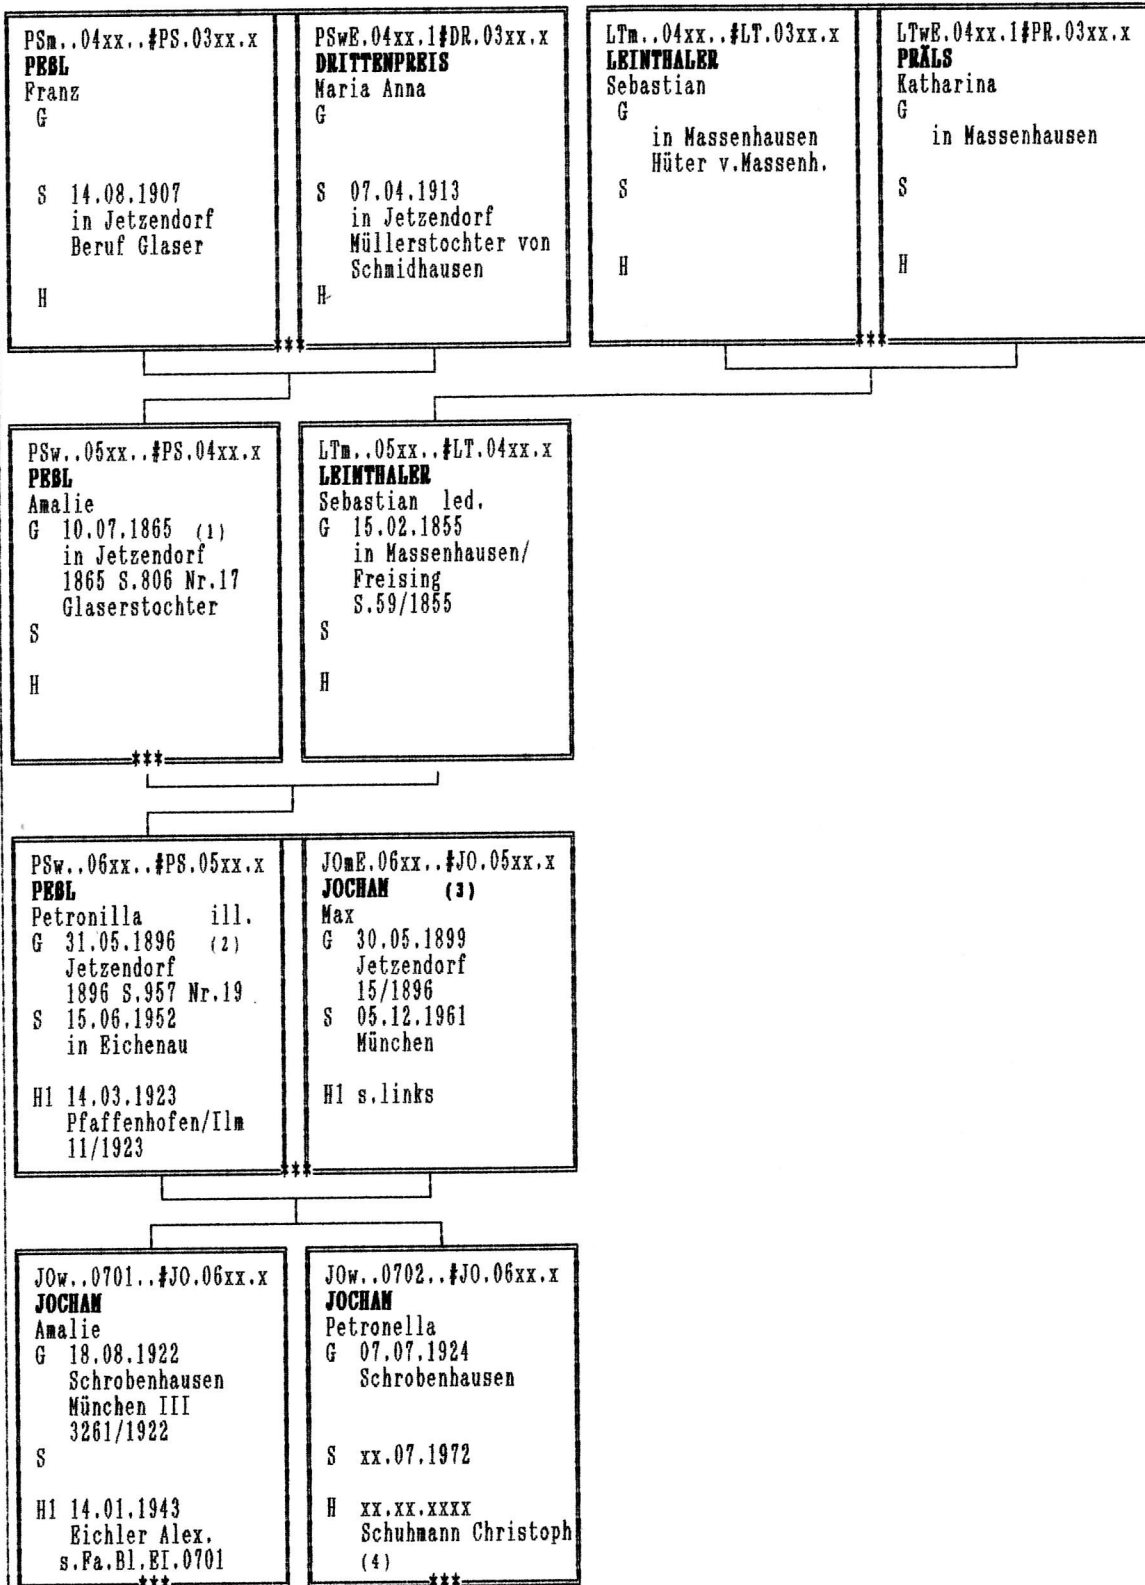 PSm..04xx..#PS.03xx.x
PEßL
Franz
G
S 14.08.1907
in Jetzendorf
Beruf Glaser
H
PSwE.04xx.1#DR.03xx.x
DRITTENPREIS
Maria Anna
G
S 07.04.1913
in Jetzendorf
Müllerstochter von
Schmidhausen
H
***
LTm..04xx..#LT.03xx.x
LEINTHALER
Sebastian
G
in Massenhausen
Hüter v.Massenh.
S
H
LTwE.04xx.1#PR.03xx.x
PRÄLS
Katharina
G
in Massenhausen
S
H
***
PSw..05xx..#PS.04xx.x
PEßL
Amalie
G 10.07.1865 (1)
in Jetzendorf
1865 S.806 Nr.17
Glaserstochter
S
H
***
LTm..05xx..#LT.04xx.x
LEINTHALER
Sebastian led.
G 15.02.1855
in Massenhausen/
Freising
S.59/1855
S
H
PSw..06xx..#PS.05xx.x
PEßL
Petronilla ill.
G 31.05.1896 (2)
Jetzendorf
1896 S.957 Nr.19
S 15.06.1952
in Eichenau
H1 14.03.1923
Pfaffenhofen/Ilm
11/1923
JOmE.06xx..#JO.05xx.x
JOCHAM (3)
Max
G 30.05.1899
Jetzendorf
15/1896
S 05.12.1961
München
H1 s.links
***
JOw..0701..#JO.06xx.x
JOCHAM
Amalie
G 18.08.1922
Schrobenhausen
München III
3261/1922
S
H1 14.01.1943
Eichler Alex.
s.Fa.Bl.EI.0701
***
JOw..0702..#JO.06xx.x
JOCHAM
Petronella
G 07.07.1924
Schrobenhausen
S xx.07.1972
H xx.xx.xxxx
Schuhmann Christoph
(4)
***